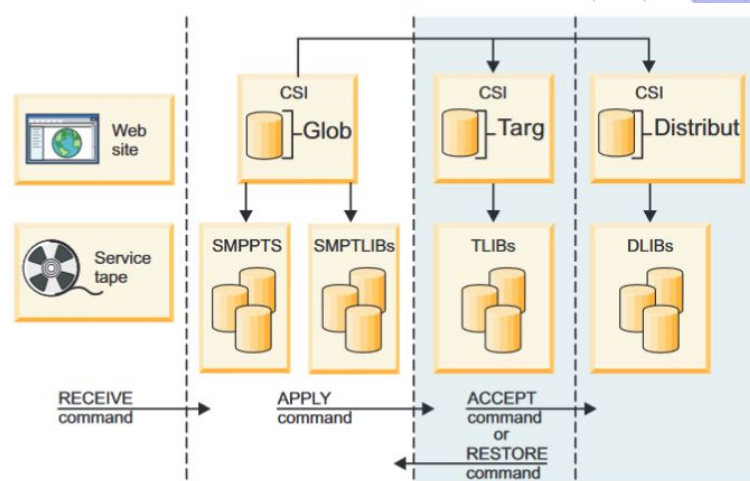 CSI
CSI
CSI
Glob
Targ
Distribut
Web
site
Service
tape
SMPPTS
SMPTLIBs
TLIBs
DLIBs
RECEIVE
command
APPLY
command
ACCEPT
command
or
RESTORE
command